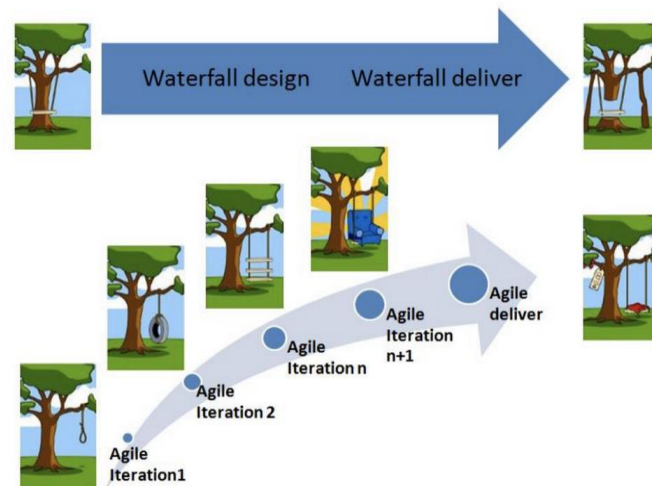 Waterfall design Waterfall deliver
Agile
deliver
Agile
Iteration
n+1
Agile
Iteration n
Agile
Iteration 2
Agile
Iteration1